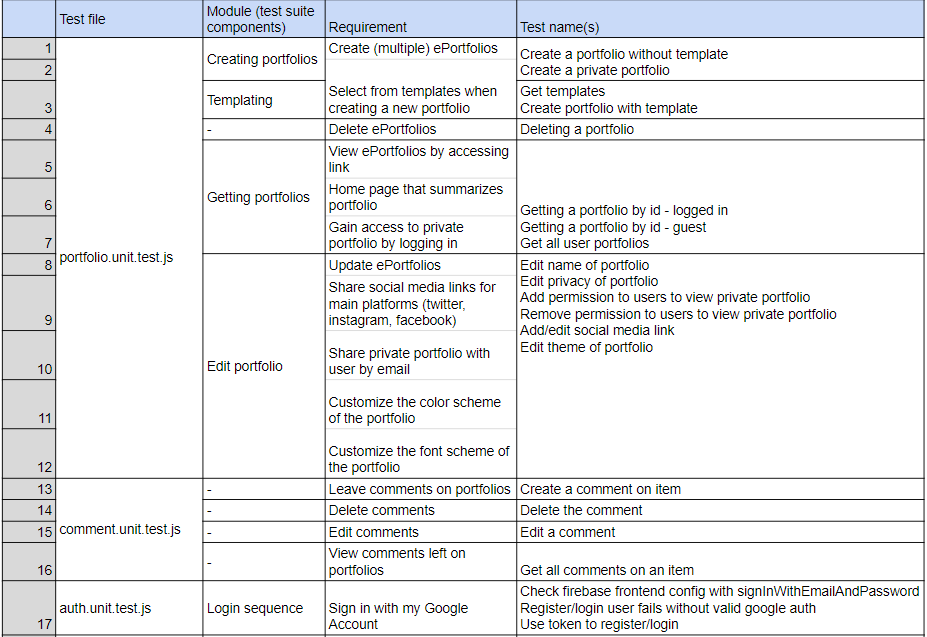 Test file
Module (test suite
components)
Requirement
Test name(s)
1
Create (multiple) ePortfolios
2
portfolio.unit.test.js
Creating portfolios
Create a portfolio without template
Create a private portfolio
3
Templating
Select from templates when
creating a new portfolio
Get templates
Create portfolio with template
4
-
Delete ePortfolios
Deleting a portfolio
5
Getting portfolios
View ePortfolios by accessing
link
6
Home page that summarizes
portfolio
7
Gain access to private
portfolio by logging in
Getting a portfolio by id - logged in
Getting a portfolio by id - guest
Get all user portfolios
8
Edit portfolio
Update ePortfolios
9
Share social media links for
main platforms (twitter,
instagram, facebook)
10
Share private portfolio with
user by email
11
Customize the color scheme
of the portfolio
12
Customize the font scheme of
the portfolio
Edit name of portfolio
Edit privacy of portfolio
Add permission to users to view private portfolio
Remove permission to users to view private portfolio
Add/edit social media link
Edit theme of portfolio
13
comment.unit.test.js
-
Leave comments on portfolios
Create a comment on item
14
-
Delete comments
Delete the comment
15
-
Edit comments
Edit a comment
16
-
View comments left on
portfolios
Get all comments on an item
17
auth.unit.test.js
Login sequence
Sign in with my Google
Account
Check firebase frontend config with signInWithEmailAndPassword
Register/login user fails without valid google auth
Use token to register/login